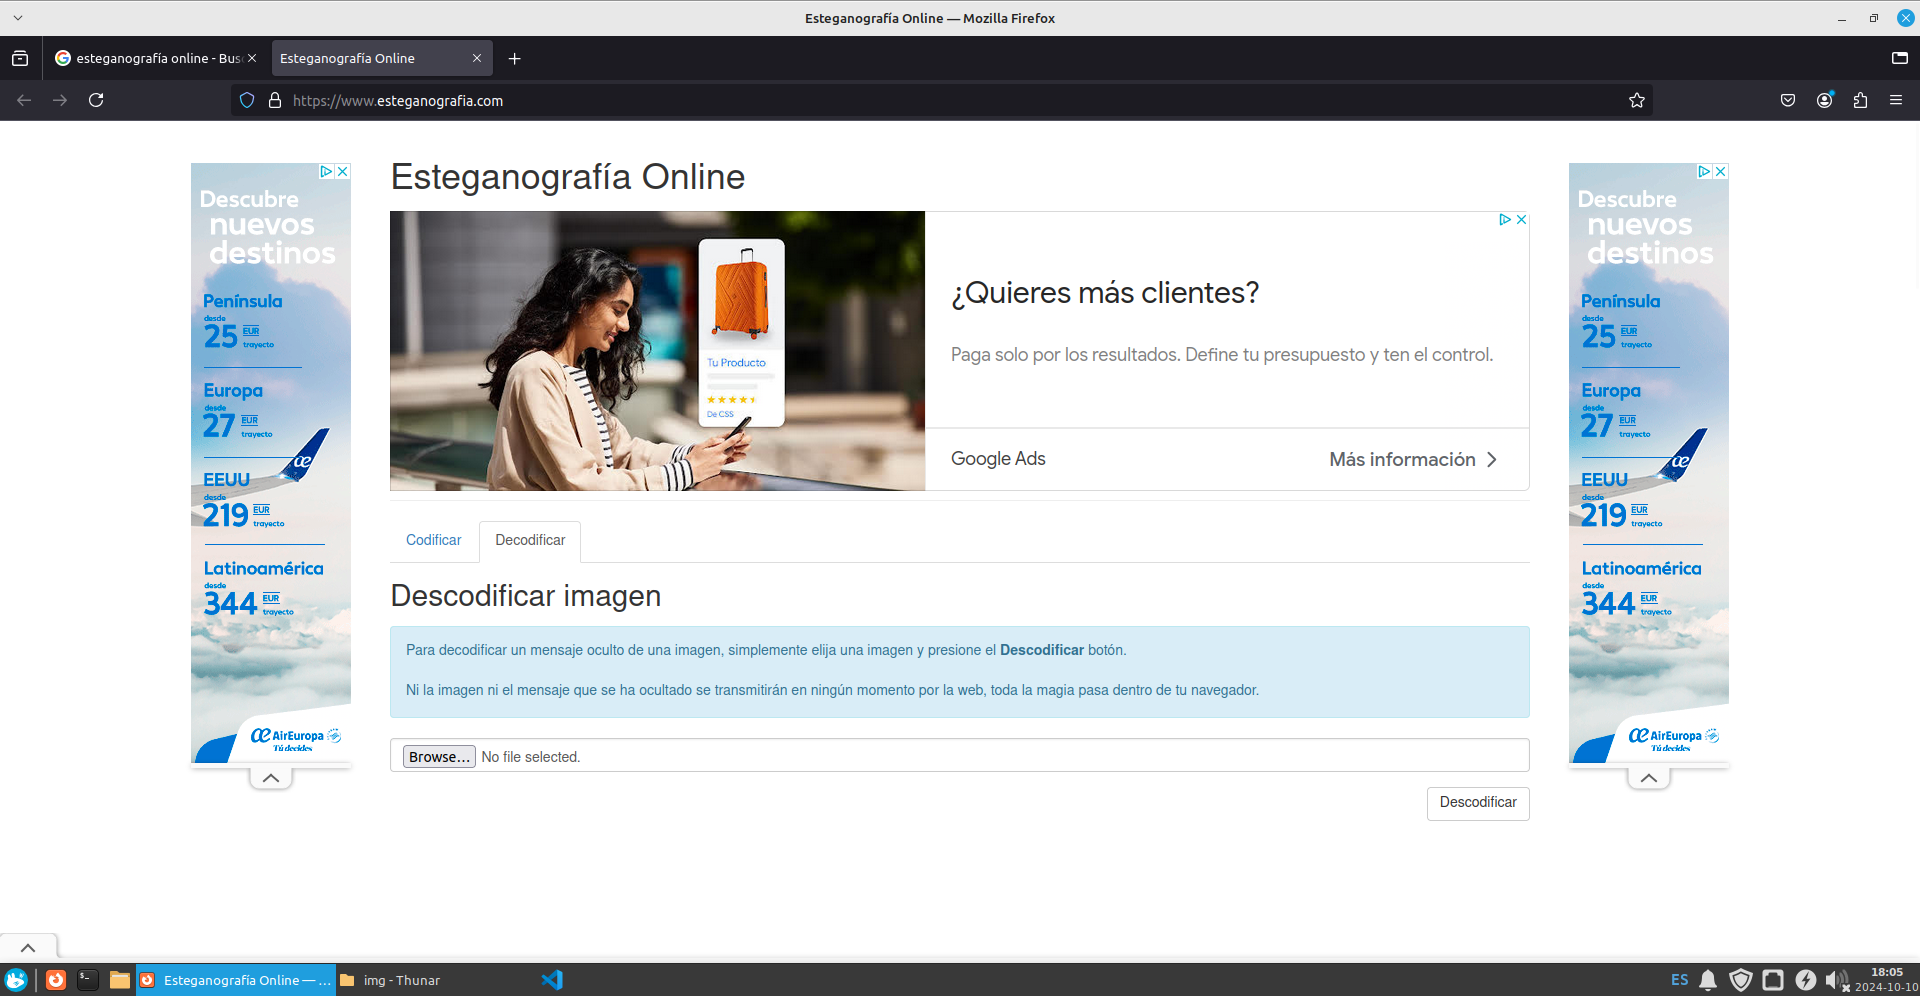 Esteganografía Online — Mozilla Firefox
esteganografía online - Bus
Esteganografía Online
https://www.esteganografia.com
Descubre
nuevos
destinos
Península
desde
25 EUR
trayecto
Europa
desde
27 EUR
trayecto
EEUU
desde
219 EUR
trayecto
Latinoamérica
desde
344 EUR
trayecto
AirEuropa
Tú decides
Esteganografía Online
Tu Producto
De CSS
¿Quieres más clientes?
Paga solo por los resultados. Define tu presupuesto y ten el control.
Google Ads
Más información
Codificar
Decodificar
Descodificar imagen
Para decodificar un mensaje oculto de una imagen, simplemente elija una imagen y presione el Descodificar botón.
Ni la imagen ni el mensaje que se ha ocultado se transmitirán en ningún momento por la web, toda la magia pasa dentro de tu navegador.
Browse... No file selected.
Descodificar
Descubre
nuevos
destinos
Península
desde
25 EUR
trayecto
Europa
desde
27 EUR
trayecto
EEUU
desde
219 EUR
trayecto
Latinoamérica
desde
344 EUR
trayecto
AirEuropa
Tú decides
Esteganografía Online — ...
img - Thunar
ES
18:05
2024-10-10